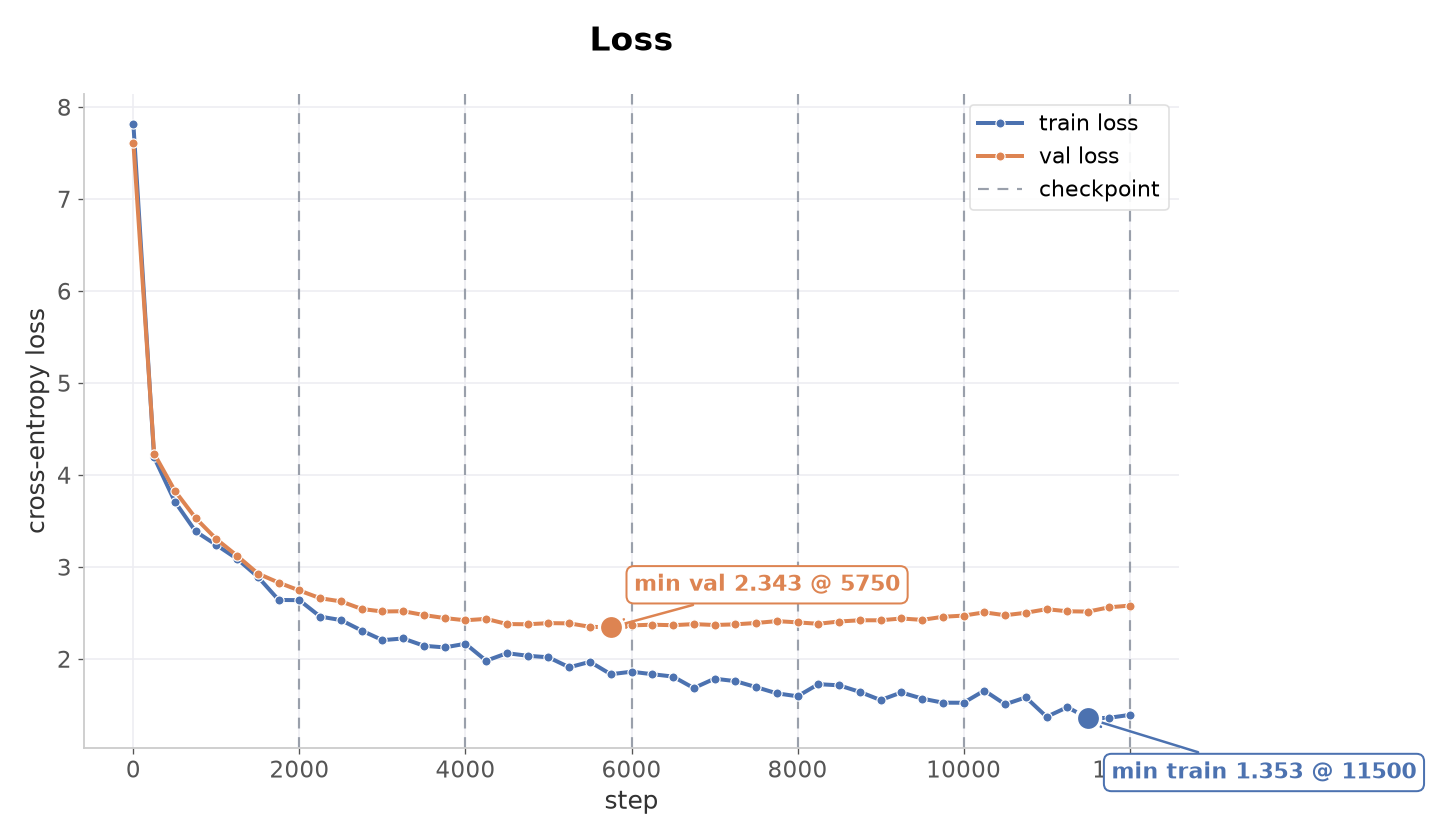 Loss
train loss
val loss
checkpoint
cross-entropy loss
8
7
6
5
4
3
2
min val 2.343 @ 5750
0
2000
4000
6000
8000
10000
min train 1.353 @ 11500
step